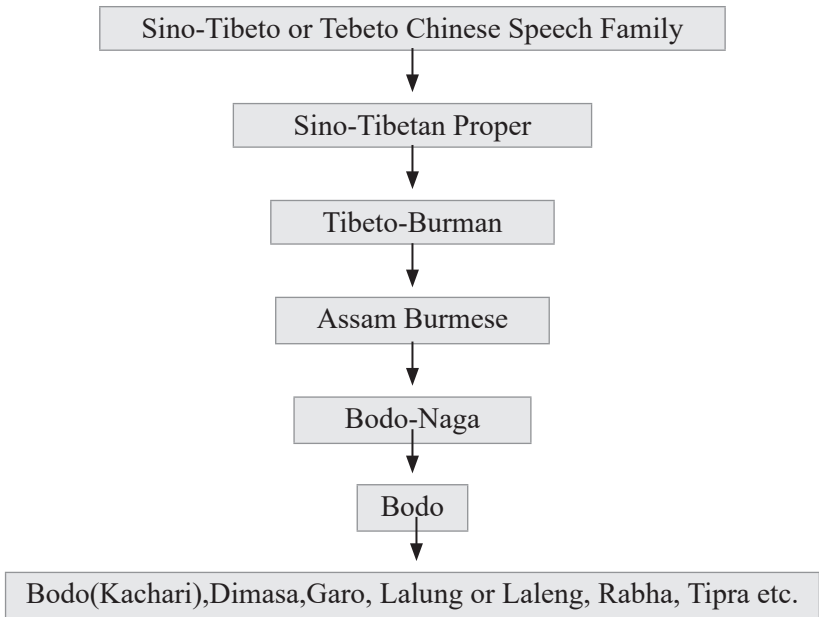 Sino-Tibeto or Tebeto Chinese Speech Family
Sino-Tibetan Proper
Tibeto-Burman
Assam Burmese
Bodo-Naga
Bodo
Bodo(Kachari),Dimasa,Garo, Lalung or Laleng, Rabha, Tipra etc.